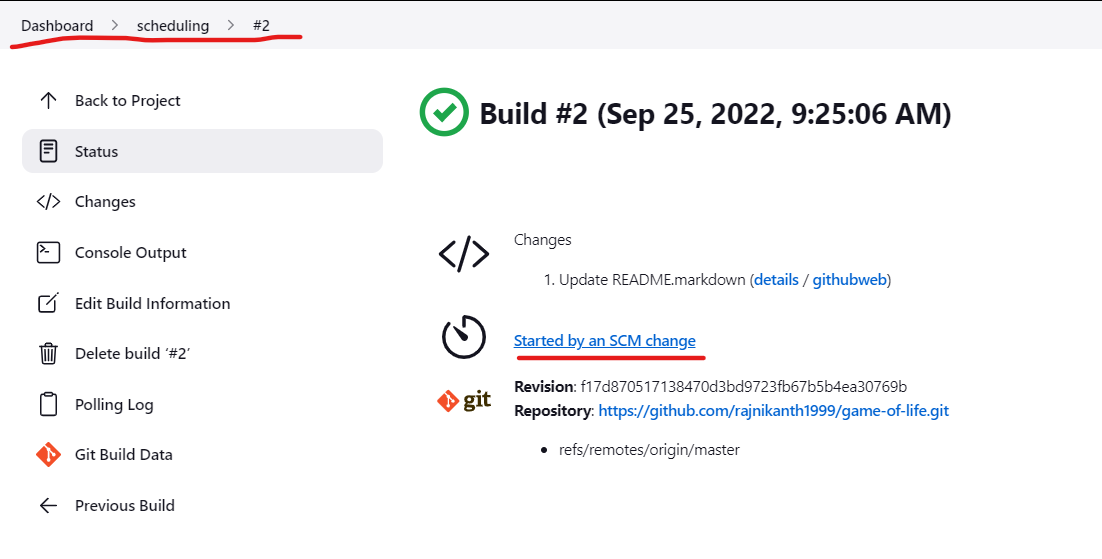 Dashboard > scheduling > #2
Back to Project
Status
Changes
Console Output
Edit Build Information
Delete build ‘#2’
Polling Log
Git Build Data
Previous Build
Build #2 (Sep 25, 2022, 9:25:06 AM)
Changes
1. Update README.markdown (details / githubweb)
Started by an SCM change
git
Revision: f17d870517138470d3bd9723fb67b5b4ea30769b
Repository: https://github.com/rajnikanth1999/game-of-life.git
• refs/remotes/origin/master